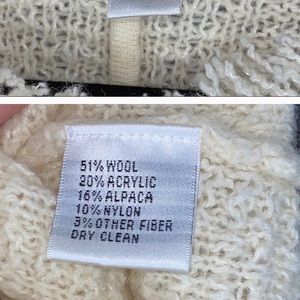 51% WOOL
20% ACRYLIC
16% ALPACA
10% NYLON
3% OTHER FIBER
DRY CLEAN